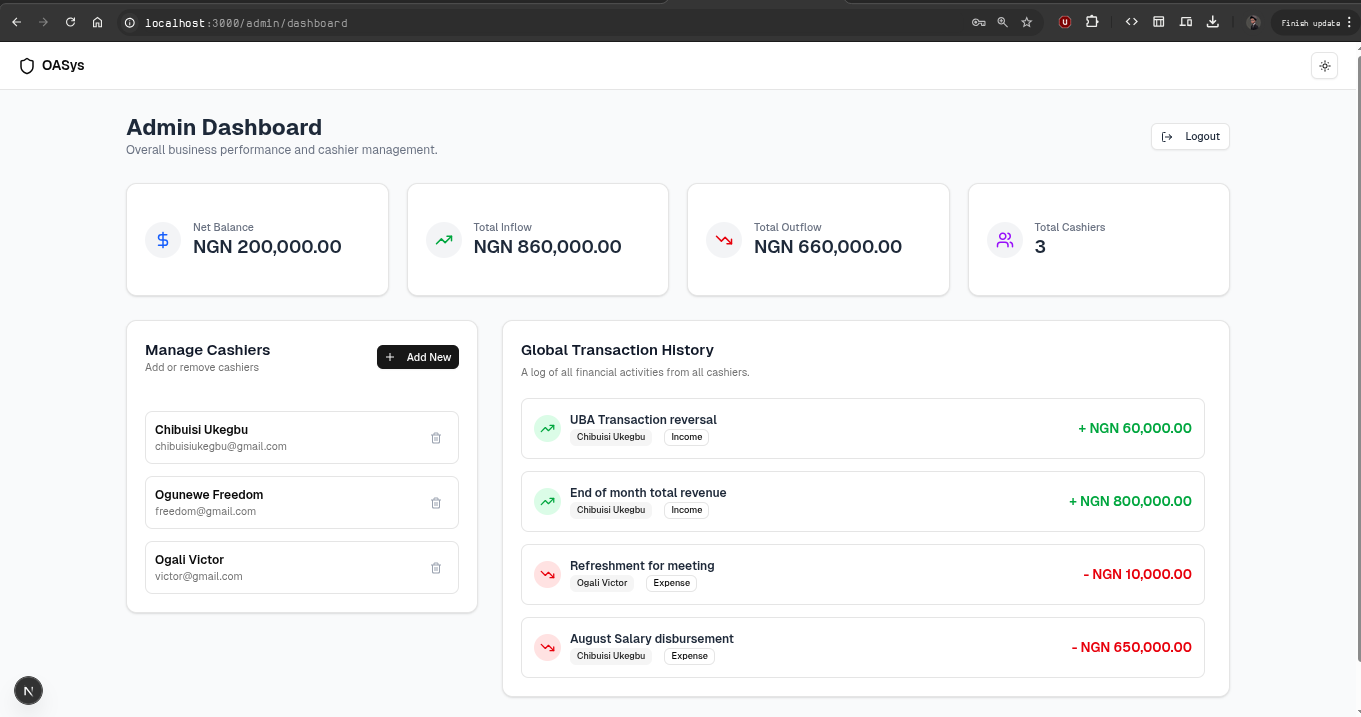 localhost:3000/admin/dashboard
Finish update
OASys
Admin Dashboard
Overall business performance and cashier management.
Logout
Net Balance
NGN 200,000.00
Total Inflow
NGN 860,000.00
Total Outflow
NGN 660,000.00
Total Cashiers
3
Manage Cashiers
Add or remove cashiers
Add New
Chibuisi Ukegbu
chibuisiukegbu@gmail.com
Ogunewe Freedom
freedom@gmail.com
Ogali Victor
victor@gmail.com
Global Transaction History
A log of all financial activities from all cashiers.
UBA Transaction reversal
Chibuisi Ukegbu Income
+ NGN 60,000.00
End of month total revenue
Chibuisi Ukegbu Income
+ NGN 800,000.00
Refreshment for meeting
Ogali Victor Expense
- NGN 10,000.00
August Salary disbursement
Chibuisi Ukegbu Expense
- NGN 650,000.00
N